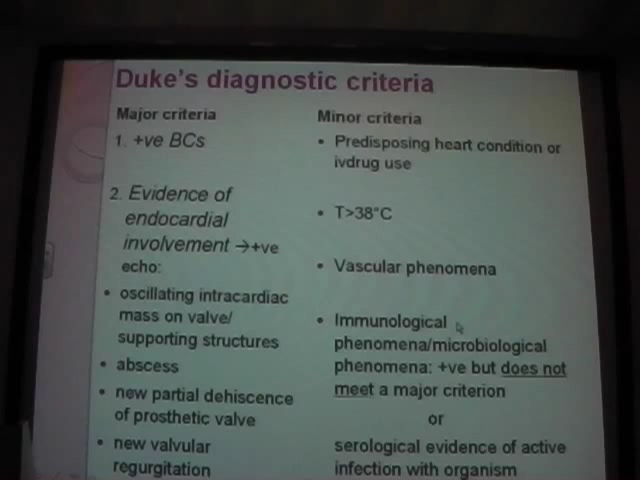 Duke's diagnostic criteria
Major criteria
1. +ve BCs
2. Evidence of
endocardial
involvement →+ve
echo:
• oscillating intracardiac
mass on valve/
supporting structures
• abscess
• new partial dehiscence
of prosthetic valve
• new valvular
regurgitation
Minor criteria
• Predisposing heart condition or
ivdrug use
• T>38°C
• Vascular phenomena
• Immunological
phenomena/microbiological
phenomena: +ve but does not
meet a major criterion
or
serological evidence of active
infection with organism